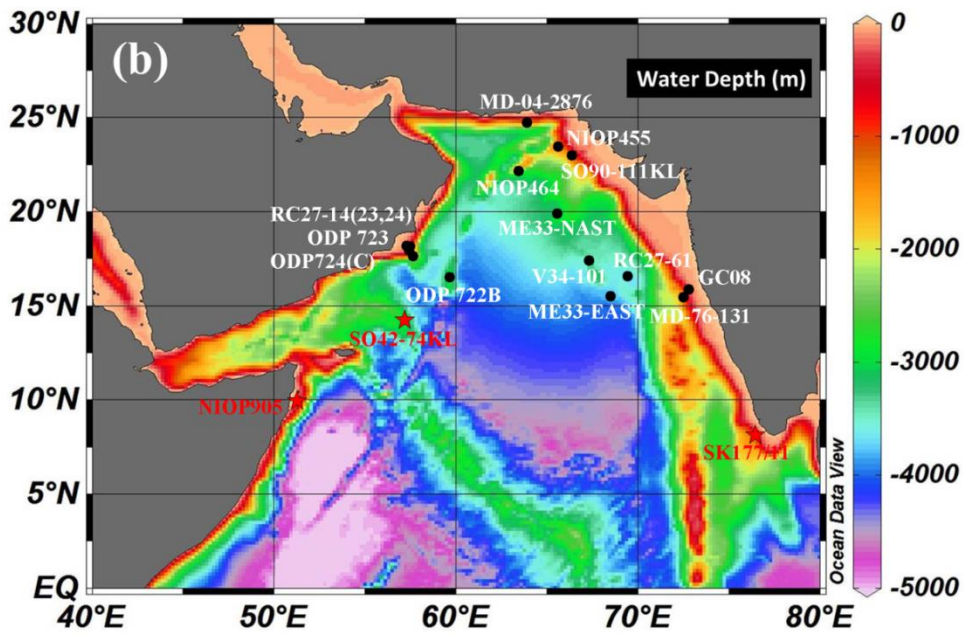 30°N
(b)
Water Depth (m)
0
MD-04-2876
25°N
NIOP455
-1000
SO90-111KL
NIOP464
20°N
RC27-14(23,24)
ME33-NAST
-2000
ODP 723
ODP724(C)
RC27-61
V34-101
GC08
ODP 722B
15°N
ME33-EAST
MD-76-131
-3000
SO42-74KL
10°N
NIOP905
SK177/11
-4000
5°N
Ocean Data View
EQ
-5000
40°E
50°E
60°E
70°E
80°E